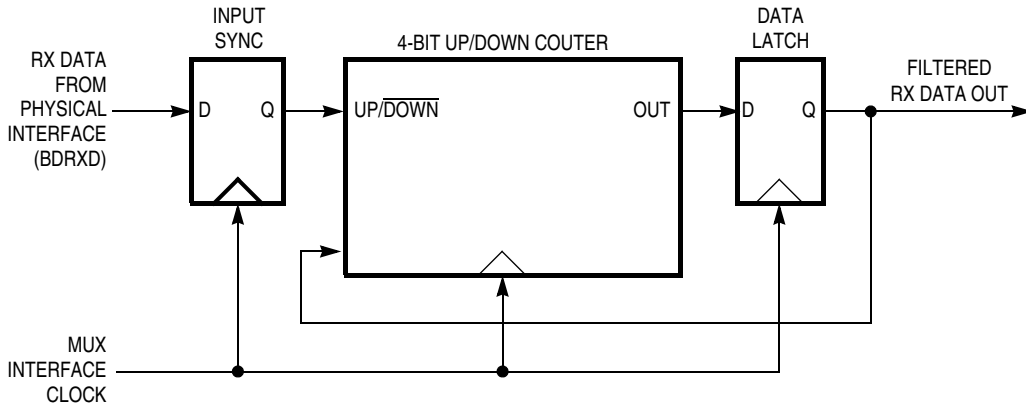 INPUT
SYNC
4-BIT UP/DOWN COUTER
DATA
LATCH
RX DATA
FROM
PHYSICAL
INTERFACE
(BDRXD)
D
Q
UP/DOWN
OUT
D
Q
FILTERED
RX DATA OUT
MUX
INTERFACE
CLOCK